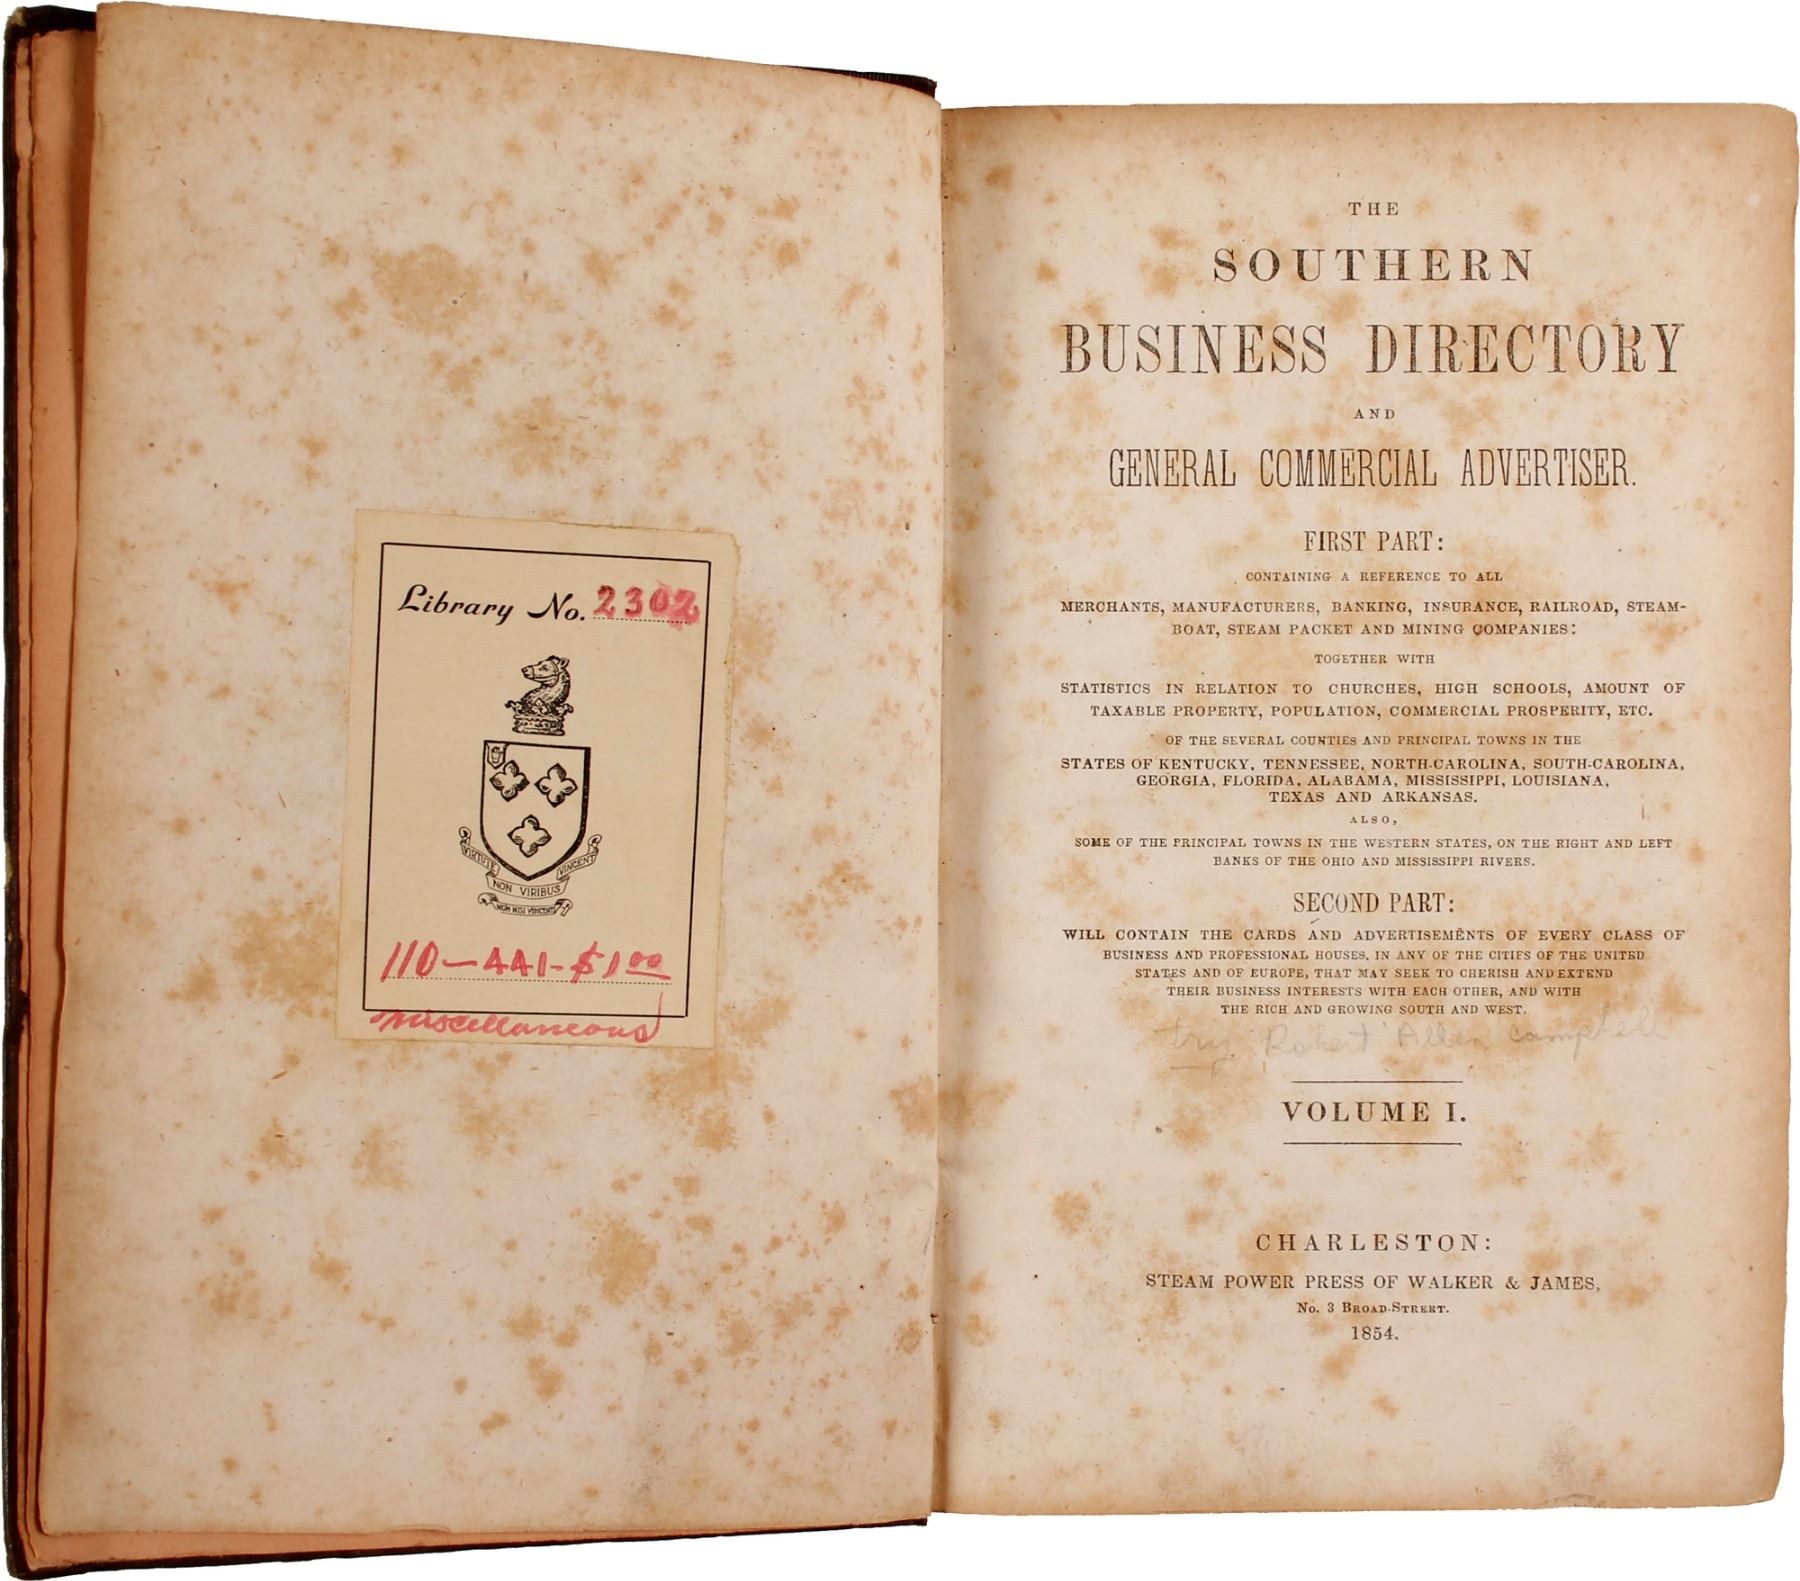 Library No. 2302
VIRTUTE
NON VIRIBUS
VINCENT
NON NISI VINCENTI
110-441-$1.00
Miscellaneous
THE
SOUTHERN
BUSINESS DIRECTORY
AND
GENERAL COMMERCIAL ADVERTISER.
FIRST PART:
CONTAINING A REFERENCE TO ALL
MERCHANTS, MANUFACTURERS, BANKING, INSURANCE, RAILROAD, STEAM-
BOAT, STEAM PACKET AND MINING COMPANIES:
TOGETHER WITH
STATISTICS IN RELATION TO CHURCHES, HIGH SCHOOLS, AMOUNT OF
TAXABLE PROPERTY, POPULATION, COMMERCIAL PROSPERITY, ETC.
OF THE SEVERAL COUNTIES AND PRINCIPAL TOWNS IN THE
STATES OF KENTUCKY, TENNESSEE, NORTH-CAROLINA, SOUTH-CAROLINA,
GEORGIA, FLORIDA, ALABAMA, MISSISSIPPI, LOUISIANA,
TEXAS AND ARKANSAS.
ALSO,
SOME OF THE PRINCIPAL TOWNS IN THE WESTERN STATES, ON THE RIGHT AND LEFT
BANKS OF THE OHIO AND MISSISSIPPI RIVERS.
SECOND PART:
WILL CONTAIN THE CARDS AND ADVERTISEMENTS OF EVERY CLASS OF
BUSINESS AND PROFESSIONAL HOUSES, IN ANY OF THE CITIES OF THE UNITED
STATES AND OF EUROPE, THAT MAY SEEK TO CHERISH AND EXTEND
THEIR BUSINESS INTERESTS WITH EACH OTHER, AND WITH
THE RICH AND GROWING SOUTH AND WEST.
try Robert Allen Campbell
VOLUME I.
CHARLESTON:
STEAM POWER PRESS OF WALKER & JAMES,
No. 3 BROAD-STREET.
1854.